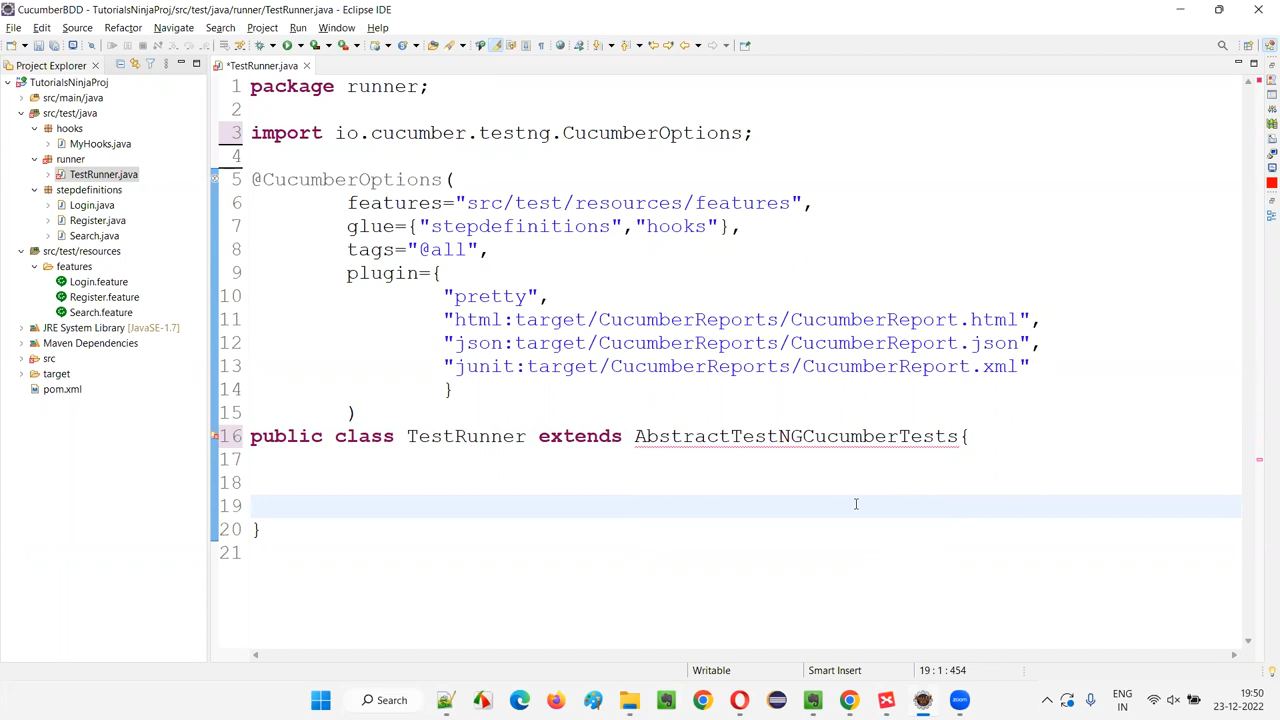 CucumberBDD - TutorialsNinjaProj/src/test/java/runner/TestRunner.java - Eclipse IDE
File Edit Source Refactor Navigate Search Project Run Window Help
Project Explorer
TutorialsNinjaProj
src/main/java
src/test/java
hooks
MyHooks.java
runner
TestRunner.java
stepdefinitions
Login.java
Register.java
Search.java
src/test/resources
features
Login.feature
Register.feature
Search.feature
JRE System Library [JavaSE-1.7]
Maven Dependencies
src
target
pom.xml
*TestRunner.java
1 package runner;
2
3 import io.cucumber.testng.CucumberOptions;
4
5 @CucumberOptions(
6 features="src/test/resources/features",
7 glue={"stepdefinitions","hooks"},
8 tags="@all",
9 plugin={
10 "pretty",
11 "html:target/CucumberReports/CucumberReport.html",
12 "json:target/CucumberReports/CucumberReport.json",
13 "junit:target/CucumberReports/CucumberReport.xml"
14 }
15 )
16 public class TestRunner extends AbstractTestNGCucumberTests{
17
18
19
20 }
21
Writable Smart Insert 19 : 1 : 454
Search
ENG
IN
19:50
23-12-2022